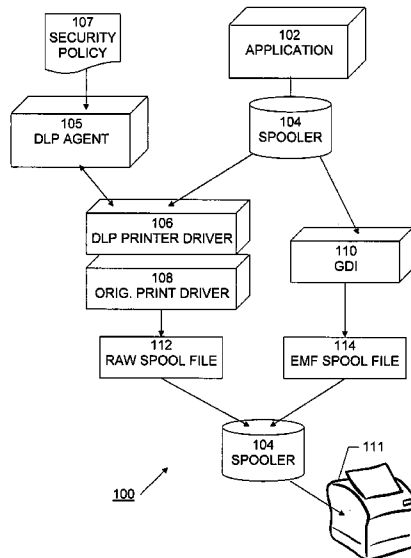 107
SECURITY
POLICY
102
APPLICATION
105
DLP AGENT
104
SPOOLER
106
DLP PRINTER DRIVER
110
GDI
108
ORIG. PRINT DRIVER
112
RAW SPOOL FILE
114
EMF SPOOL FILE
104
SPOOLER
111
100